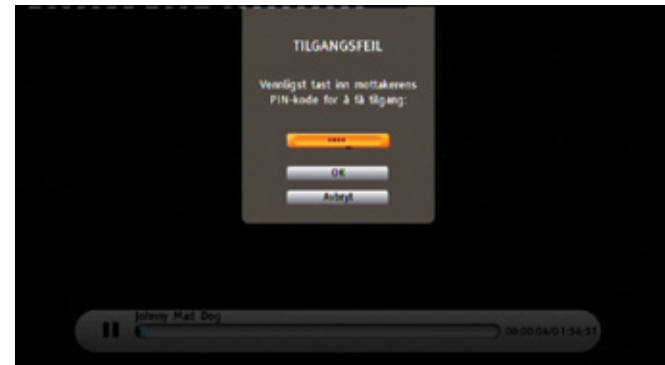 TILGANGSFEIL
Vennligst tast inn mottakerens
PIN-kode for å få tilgang:
****
OK
Avbryt
Johnny Mad Dog
00:00:04/01:34:31